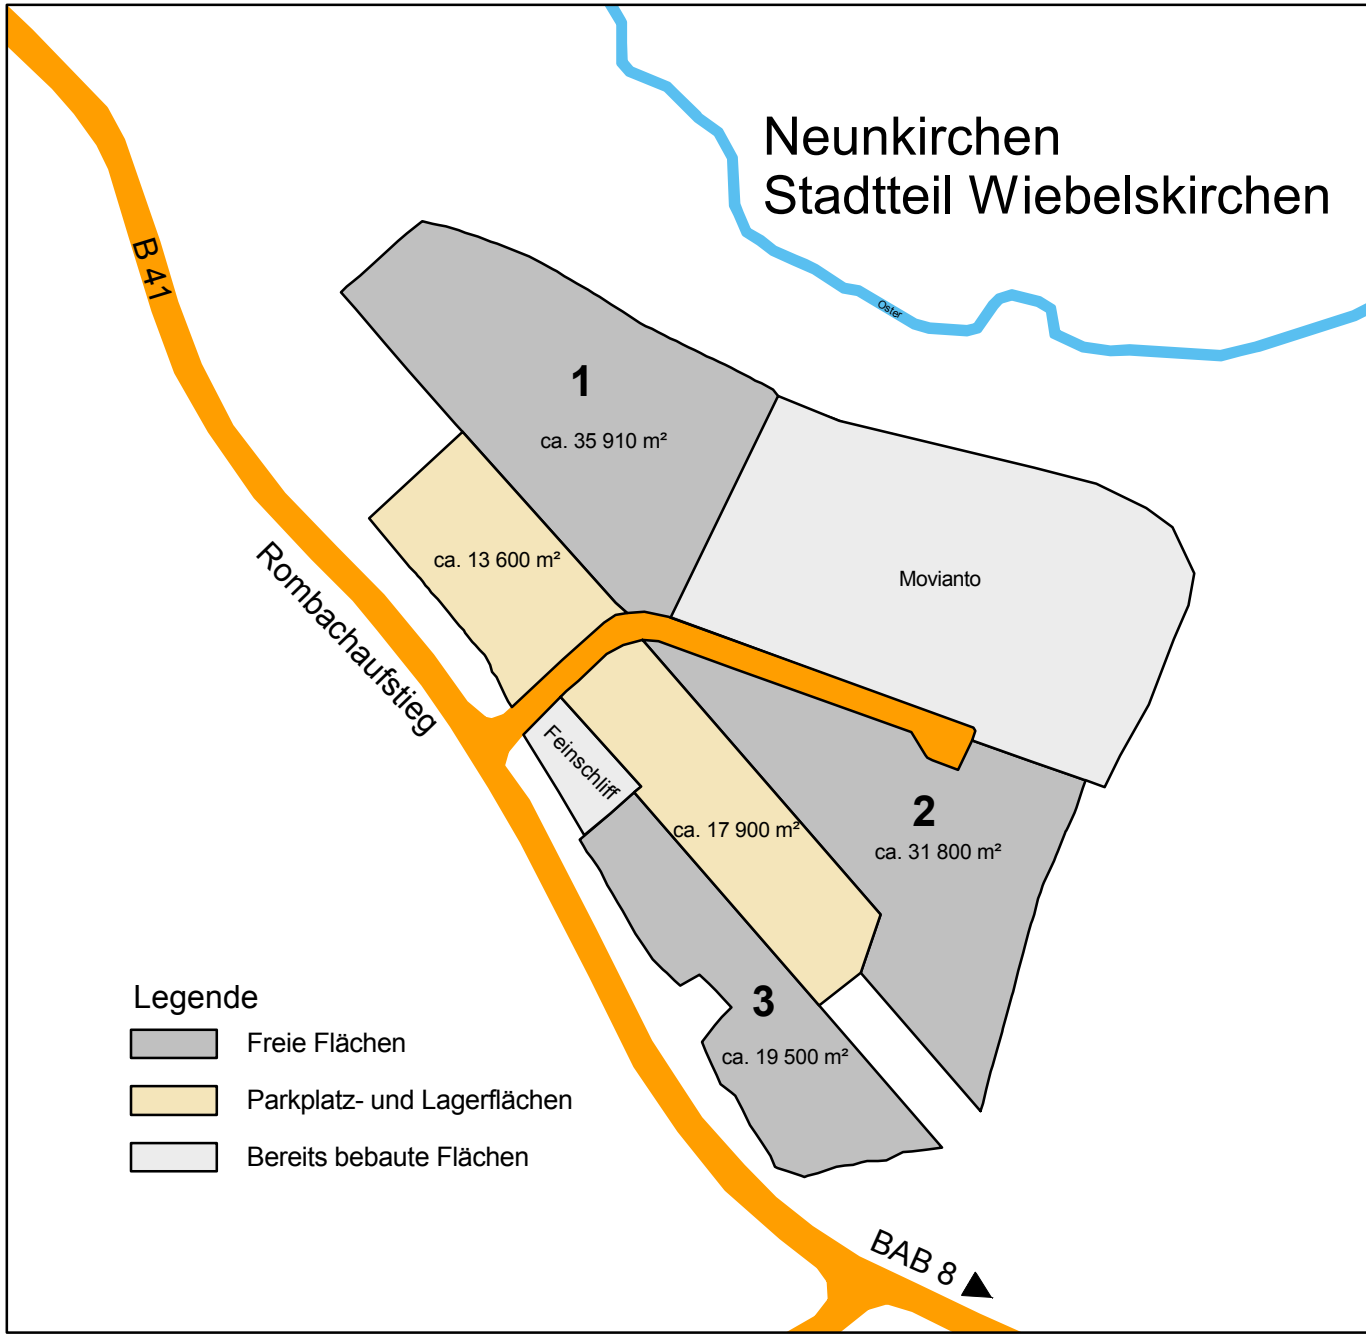 Neunkirchen
Stadtteil Wiebelskirchen
B 41
Oster
1
ca. 35 910 m²
ca. 13 600 m²
Movianto
Rombachaufstieg
Feinschliff
2
ca. 17 900 m²
ca. 31 800 m²
3
ca. 19 500 m²
Legende
Freie Flächen
Parkplatz- und Lagerflächen
Bereits bebaute Flächen
BAB 8